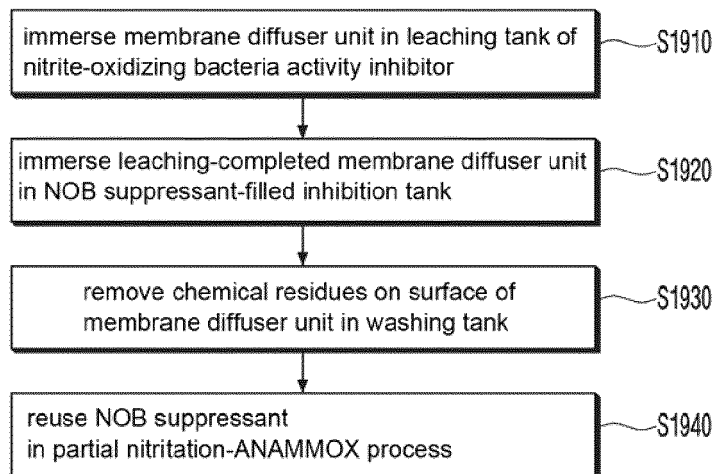 immerse membrane diffuser unit in leaching tank of
nitrite-oxidizing bacteria activity inhibitor
S1910
immerse leaching-completed membrane diffuser unit
in NOB suppressant-filled inhibition tank
S1920
remove chemical residues on surface of
membrane diffuser unit in washing tank
S1930
reuse NOB suppressant
in partial nitritation-ANAMMOX process
S1940